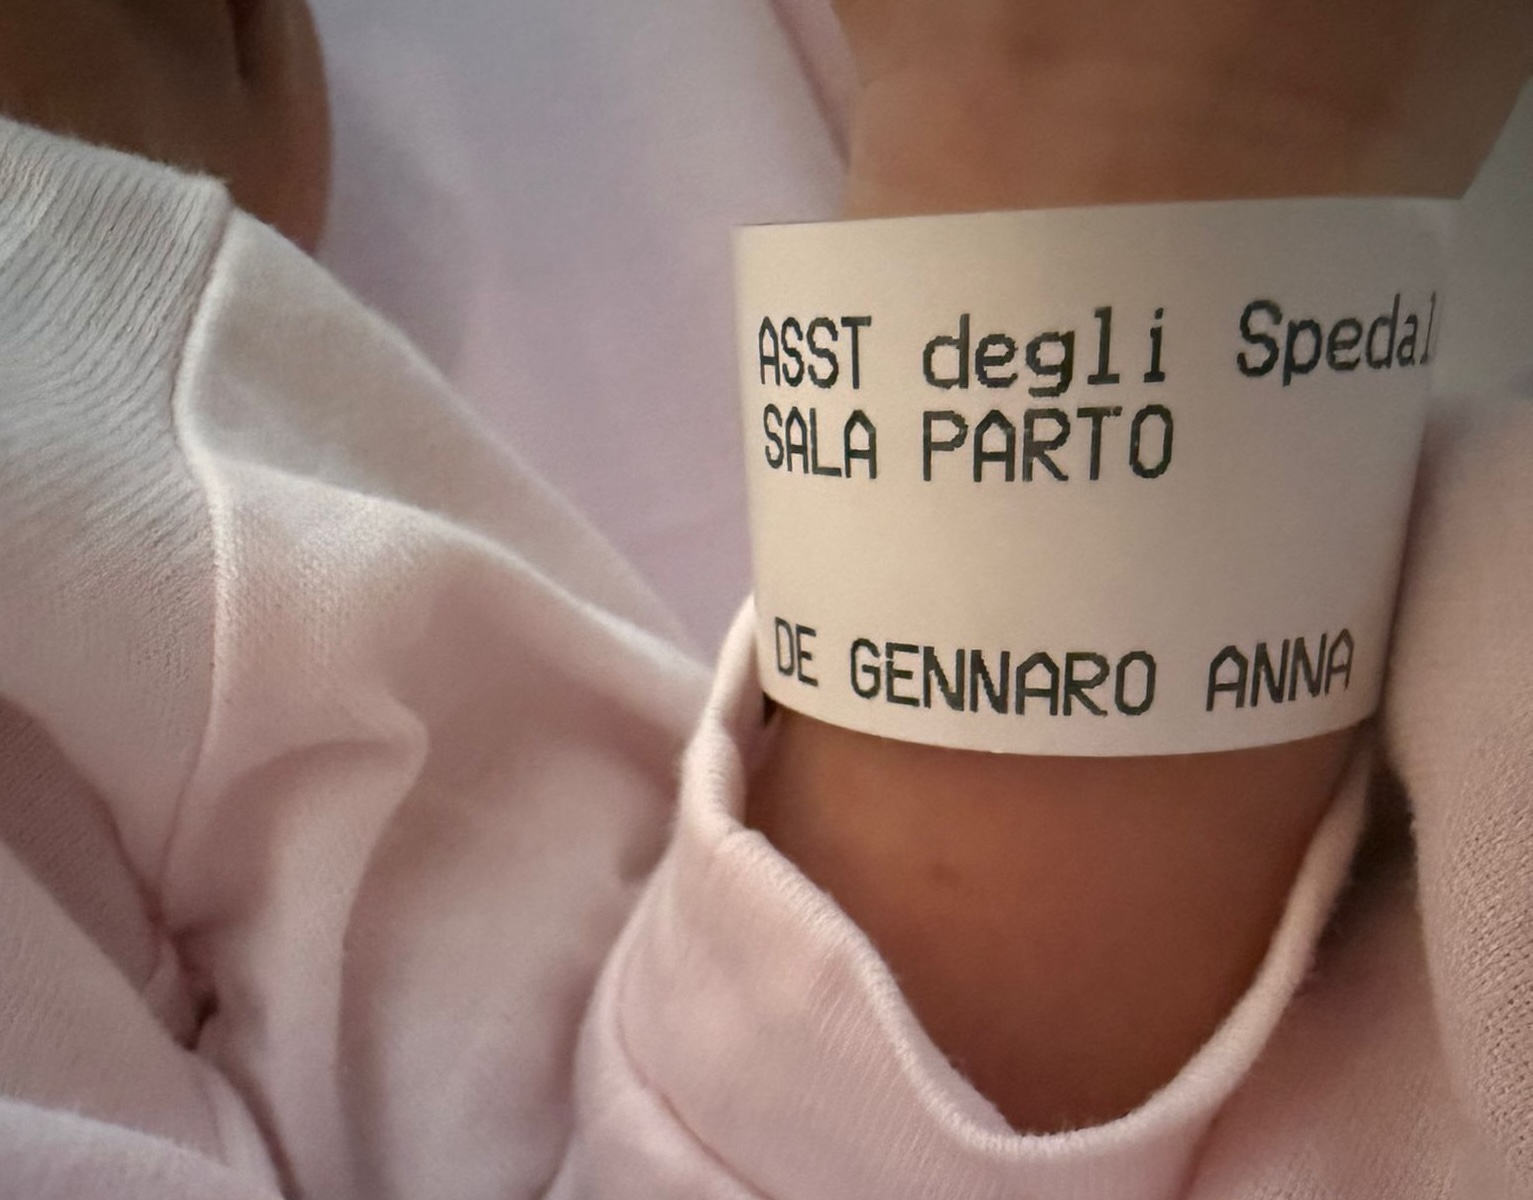 ASST degli Spedal
SALA PARTO
DE GENNARO ANNA